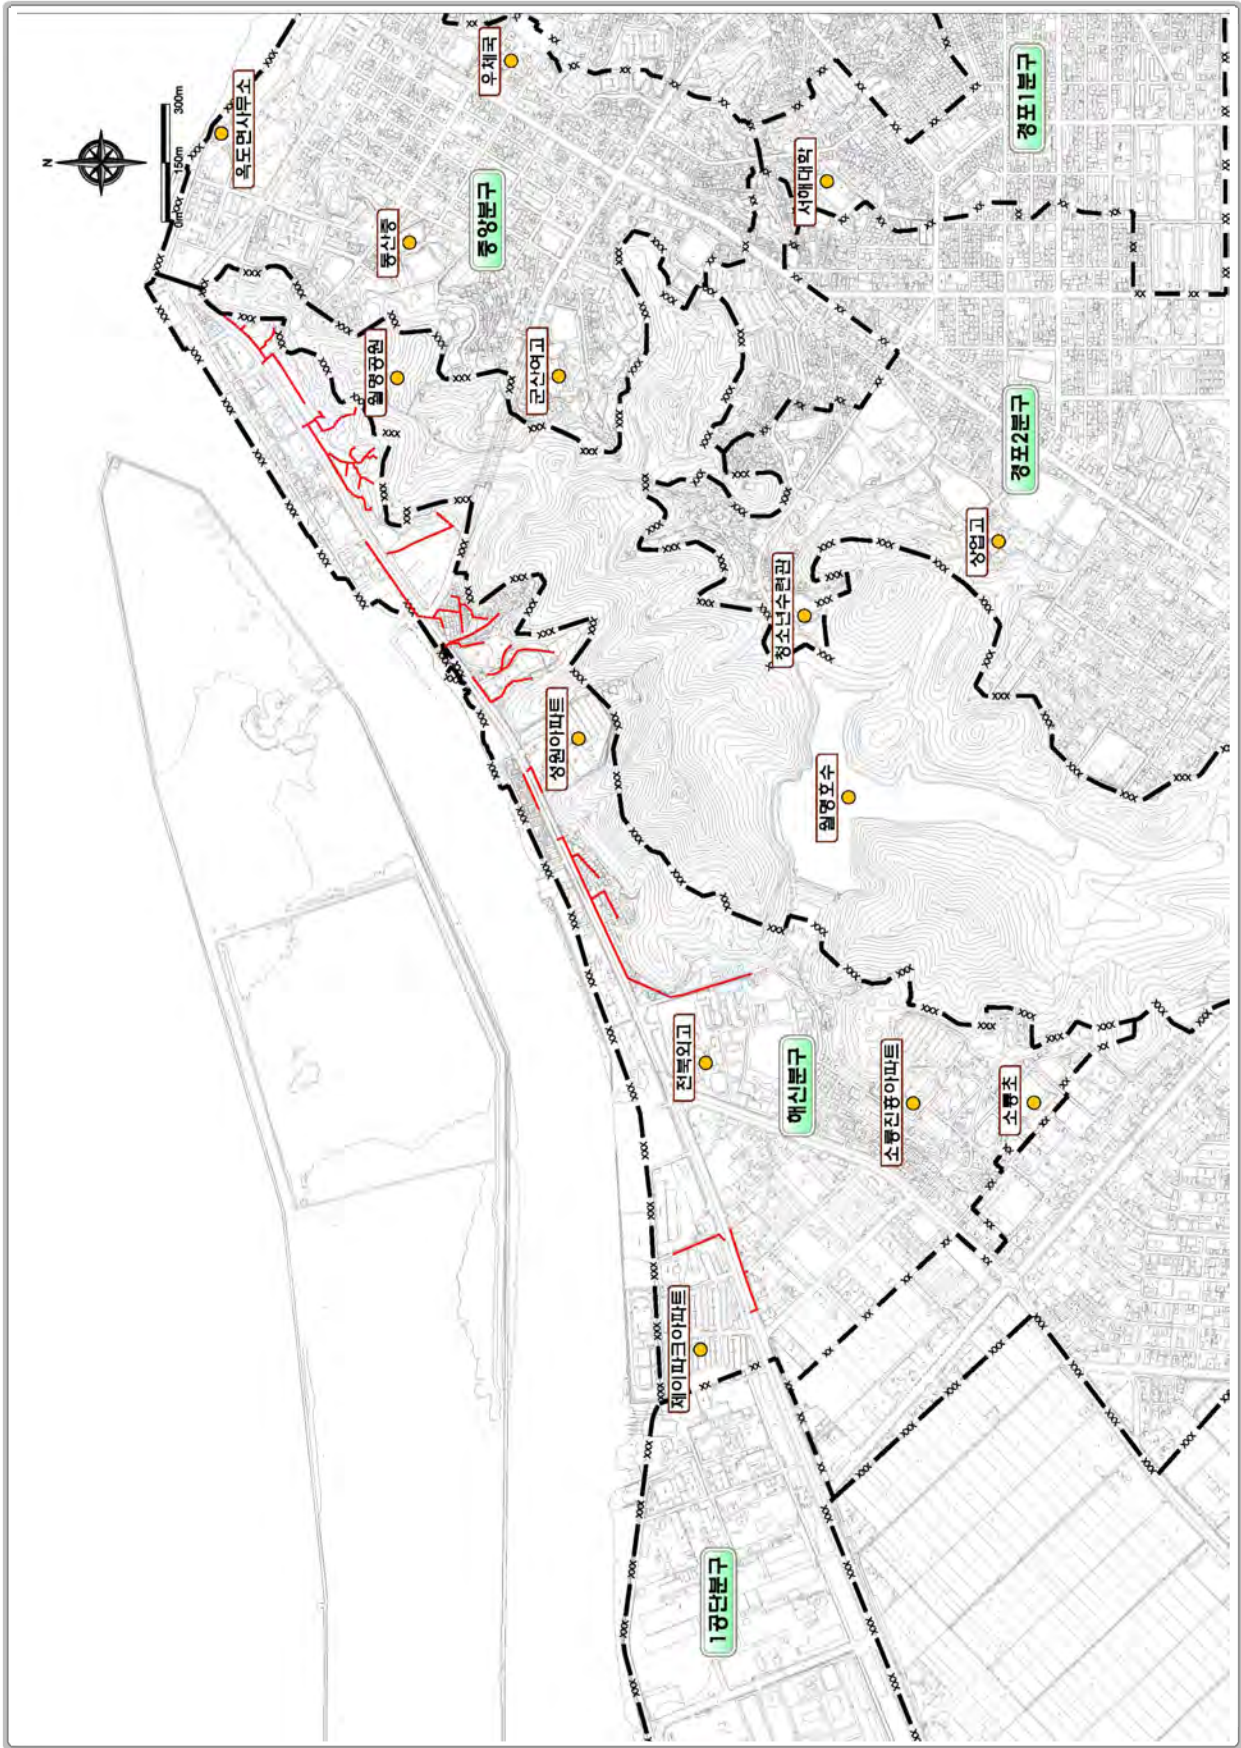 N
0m
150m
300m
옥도면사무소
우체국
동산중
중앙분구
서해대학
경포1분구
월명공원
군산여고
경포2분구
상업고
청소년수련관
성원아파트
월명호수
전북외고
해신분구
소룡진흥아파트
소룡초
제이파크아파트
1공단분구